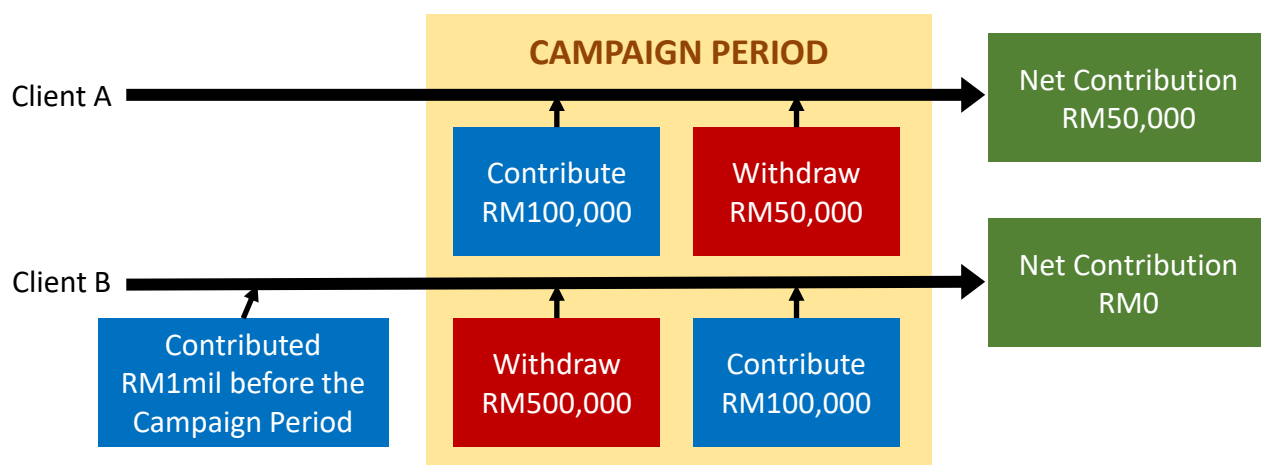 CAMPAIGN PERIOD
Client A
Net Contribution
RM50,000
Contribute
RM100,000
Withdraw
RM50,000
Client B
Net Contribution
RM0
Contributed
RM1mil before the
Campaign Period
Withdraw
RM500,000
Contribute
RM100,000